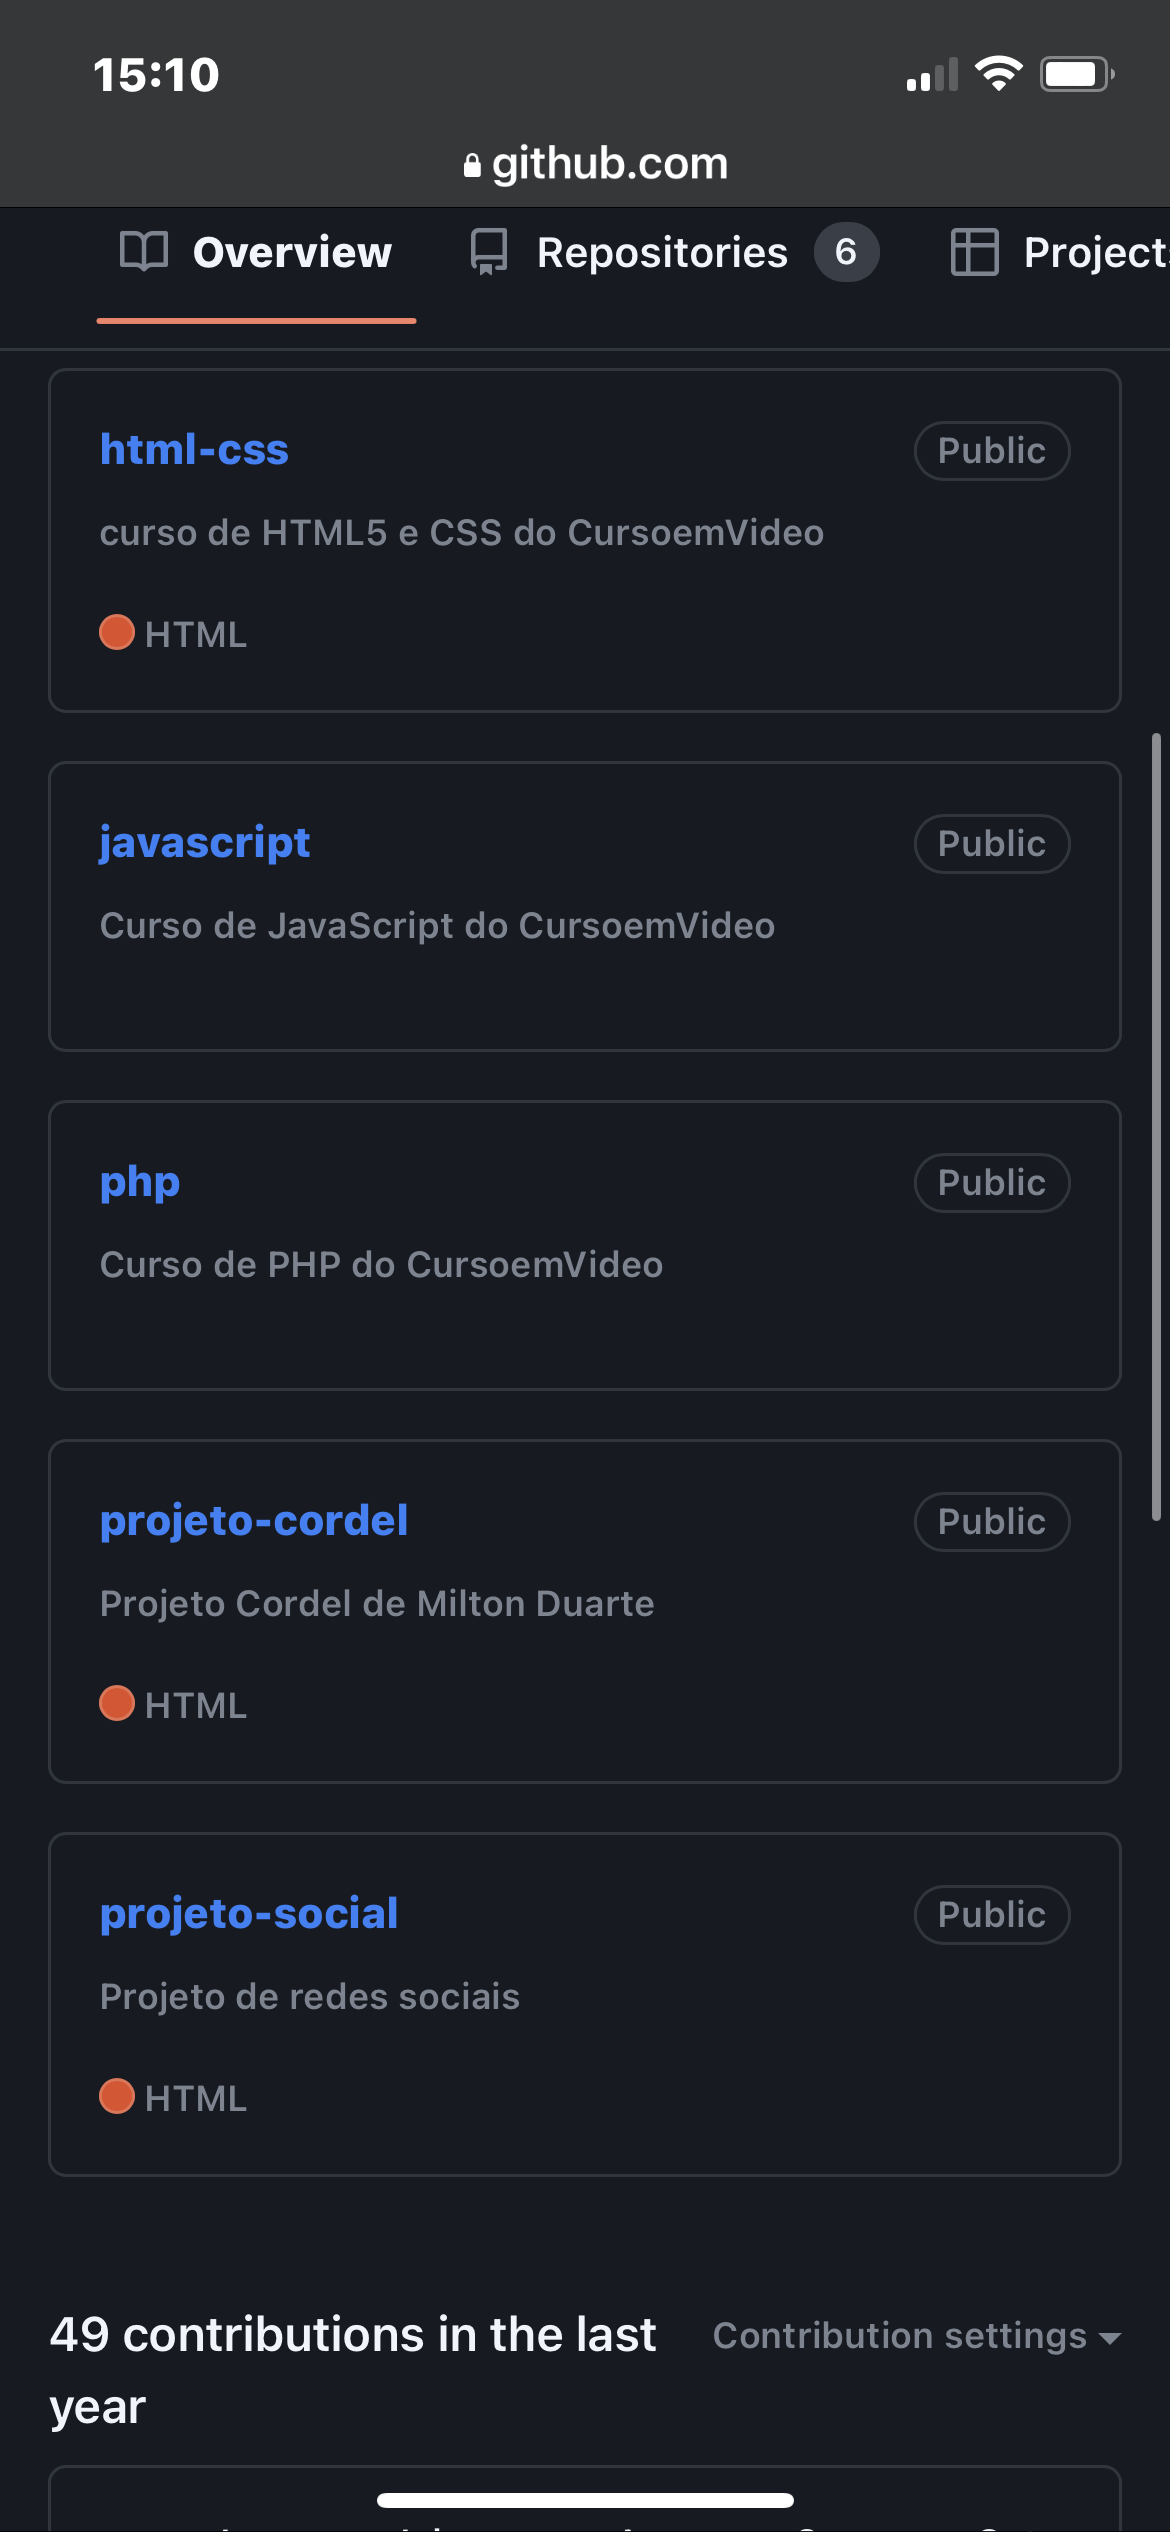 15:10
github.com
Overview Repositories 6 Projects
html-css Public
curso de HTML5 e CSS do CursoemVideo
HTML
javascript Public
Curso de JavaScript do CursoemVideo
php Public
Curso de PHP do CursoemVideo
projeto-cordel Public
Projeto Cordel de Milton Duarte
HTML
projeto-social Public
Projeto de redes sociais
HTML
49 contributions in the last Contribution settings
year